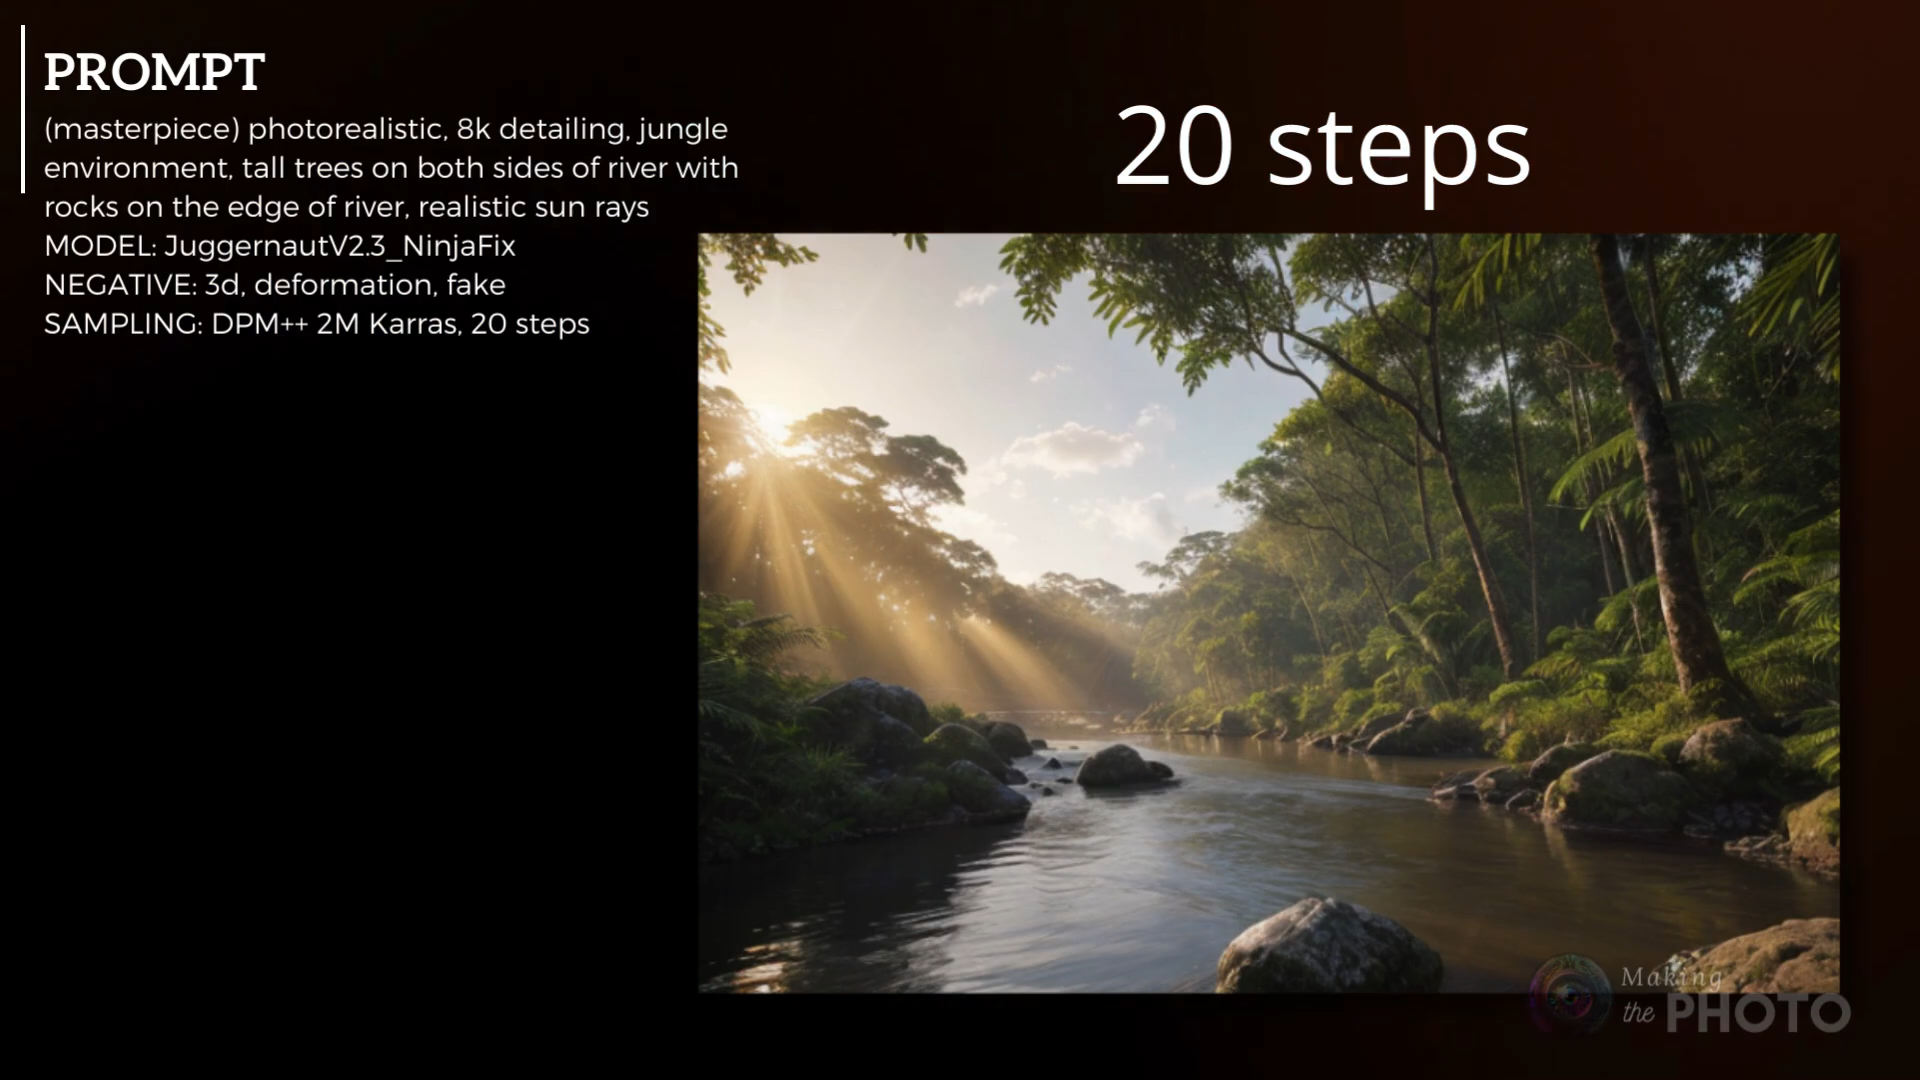 PROMPT
(masterpiece) photorealistic, 8k detailing, jungle
environment, tall trees on both sides of river with
rocks on the edge of river, realistic sun rays
MODEL: JuggernautV2.3_NinjaFix
NEGATIVE: 3d, deformation, fake
SAMPLING: DPM++ 2M Karras, 20 steps
20 steps
Making
the PHOTO